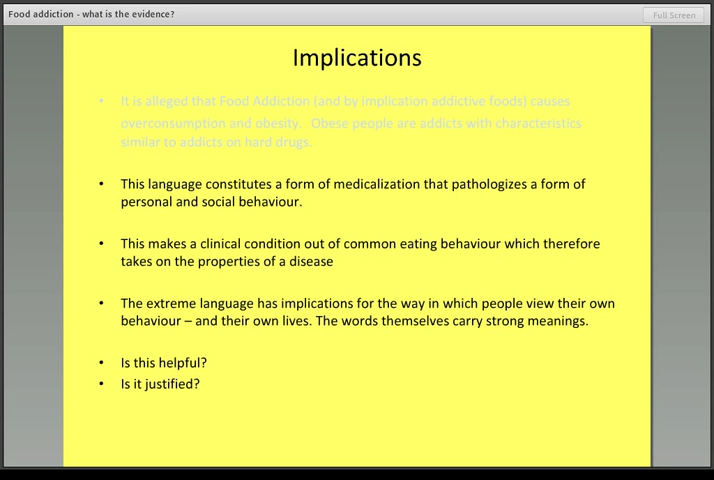 Food addiction - what is the evidence?
Full Screen
Implications
• It is alleged that Food Addiction (and by implication addictive foods) causes
overconsumption and obesity. Obese people are addicts with characteristics
similar to addicts on hard drugs.
• This language constitutes a form of medicalization that pathologizes a form of
personal and social behaviour.
• This makes a clinical condition out of common eating behaviour which therefore
takes on the properties of a disease
• The extreme language has implications for the way in which people view their own
behaviour – and their own lives. The words themselves carry strong meanings.
• Is this helpful?
• Is it justified?